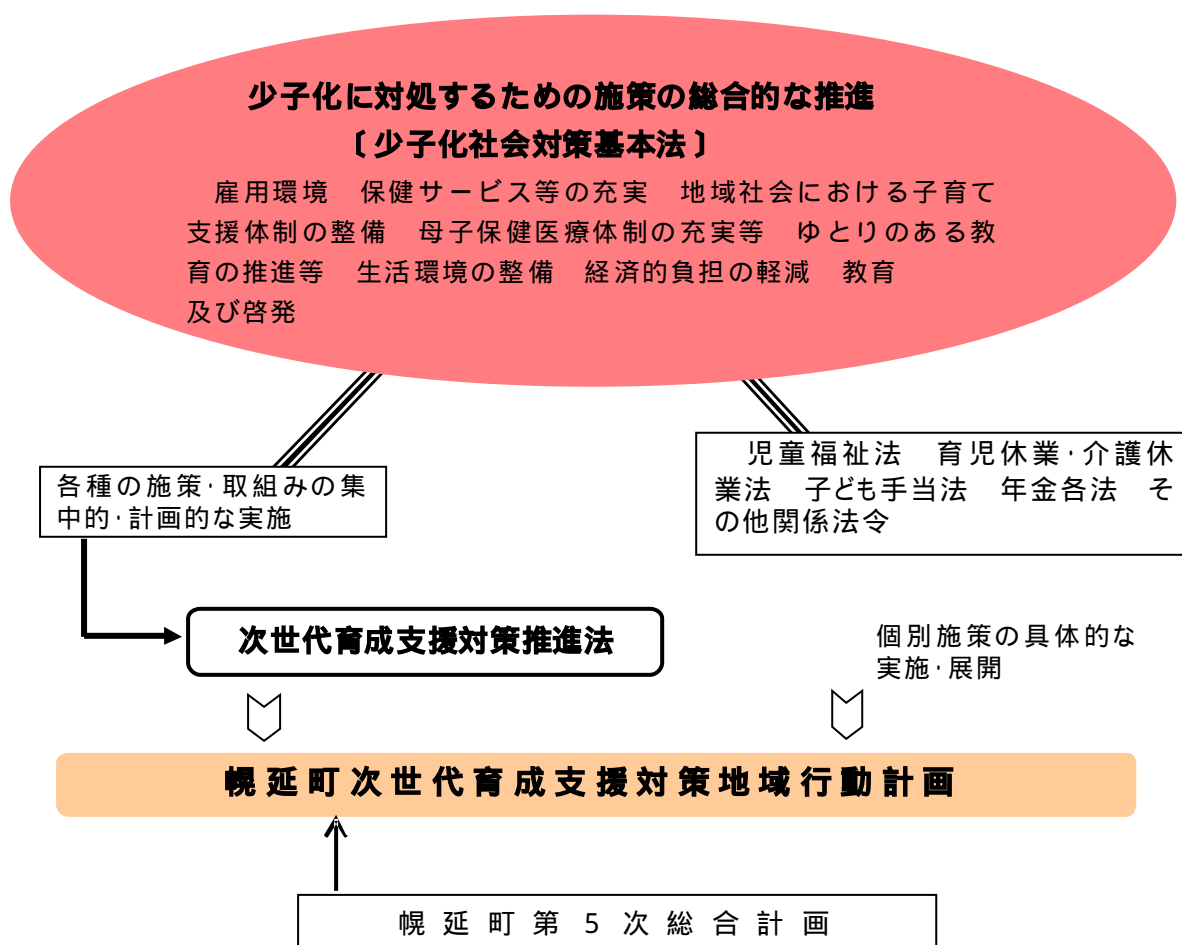 少子化に対処するための施策の総合的な推進
〔少子化社会対策基本法〕
雇用環境　保健サービス等の充実　地域社会における子育て
支援体制の整備　母子保健医療体制の充実等　ゆとりのある教
育の推進等　生活環境の整備　経済的負担の軽減　教育
及び啓発
各種の施策･取組みの集
中的･計画的な実施
児童福祉法　育児休業･介護休
業法　子ども手当法　年金各法　そ
の他関係法令
次世代育成支援対策推進法
個別施策の具体的な
実施･展開
幌延町次世代育成支援対策地域行動計画
幌延町第5次総合計画